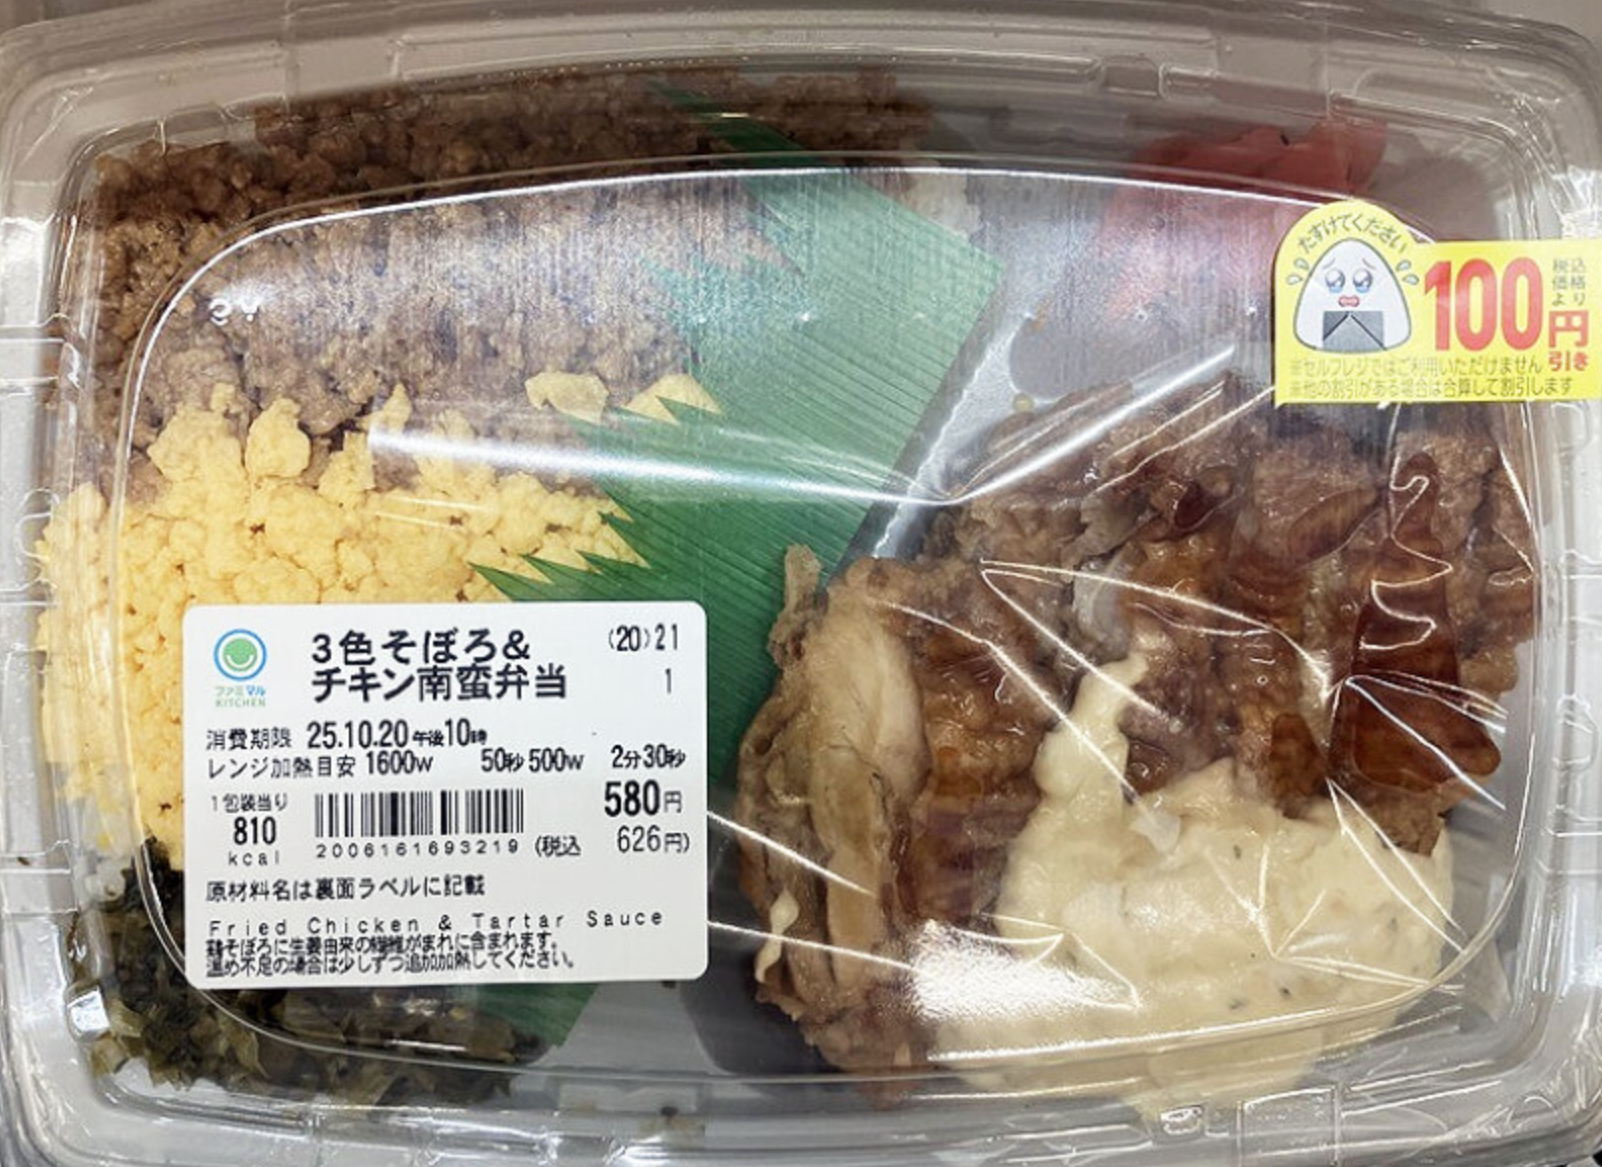 たすけてください
100円引き
税込価格より
※セルフレジではご利用いただけません
※他の割引がある場合は合算して割引します
ファミマル
KITCHEN
3色そぼろ&
チキン南蛮弁当
(20)21
1
消費期限 25.10.20午後10時
レンジ加熱目安 1600w 50秒 500w 2分30秒
1包装当り
810
kcal
580円
2006161693219 (税込 626円)
原材料名は裏面ラベルに記載
Fried Chicken & Tartar Sauce
鶏そぼろに生姜由来の繊維がまれに含まれます。
温め不足の場合は少しずつ追加加熱してください。